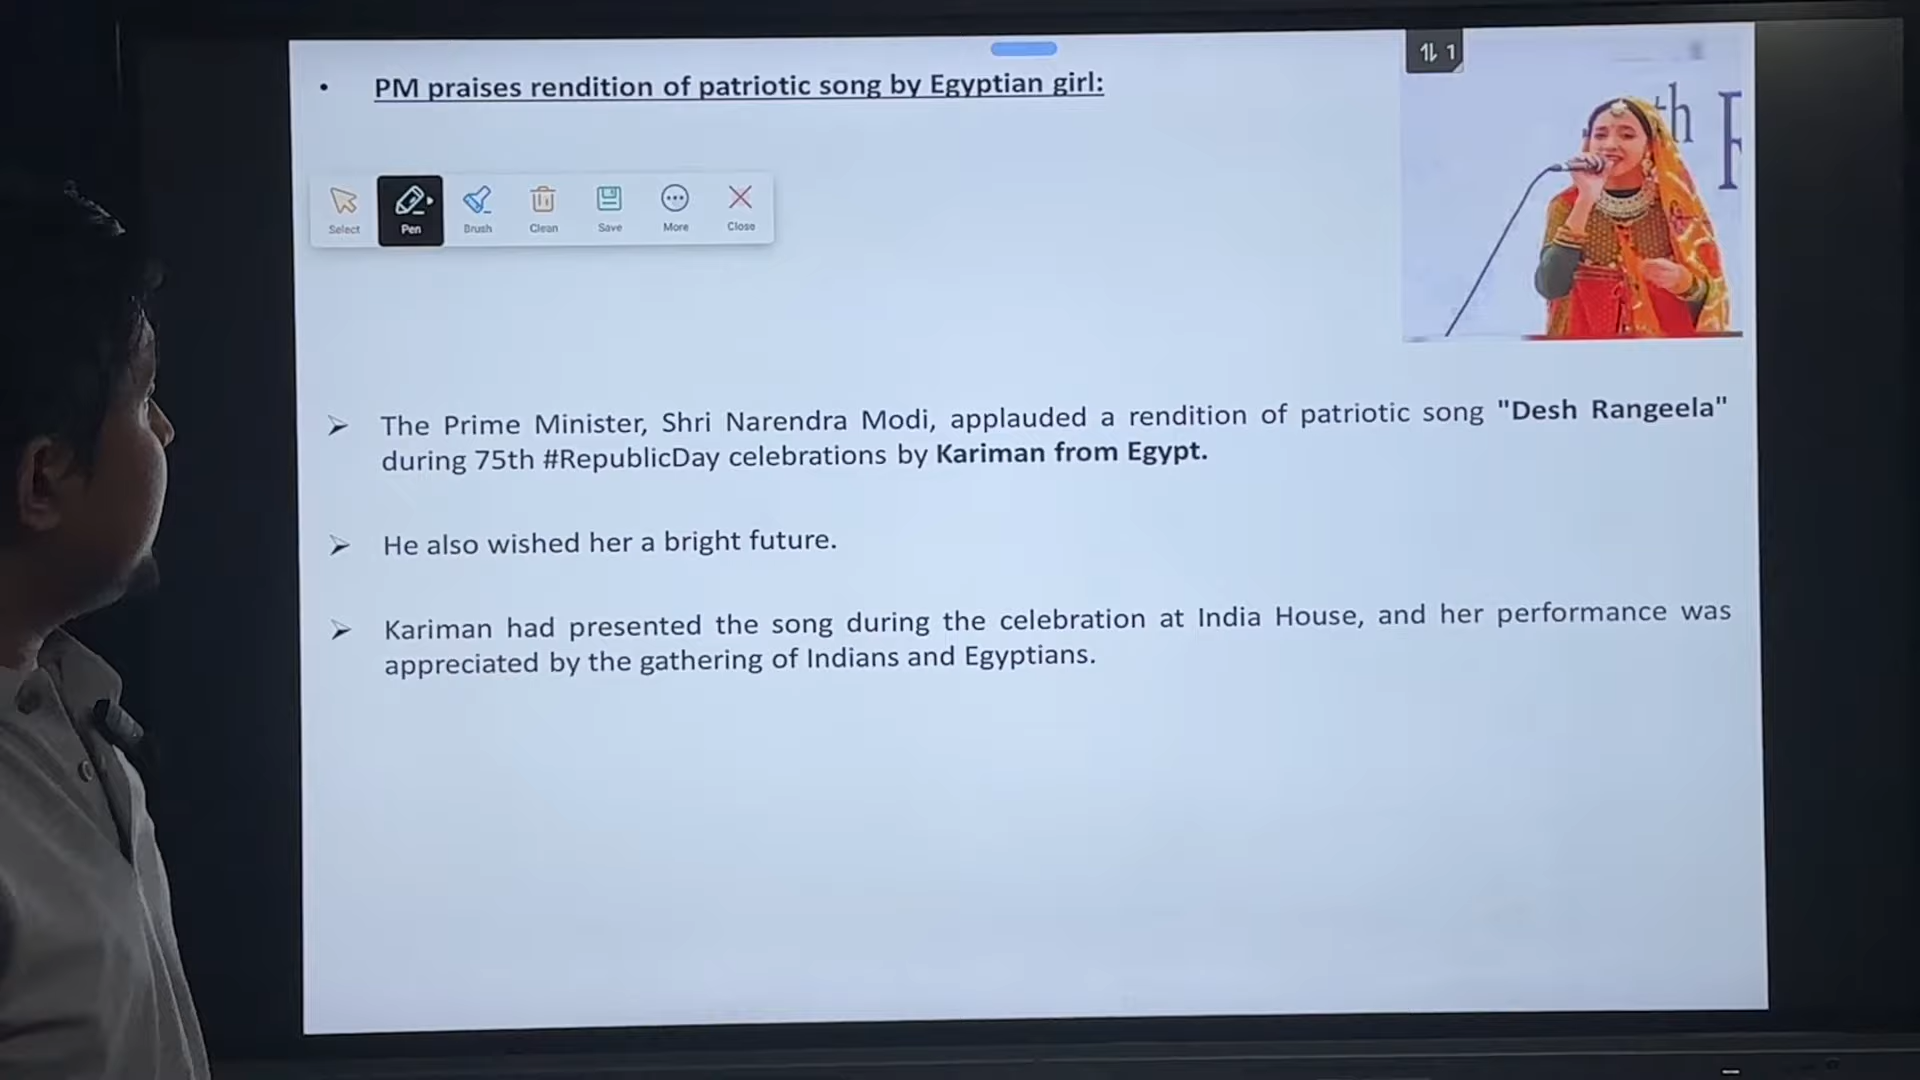 • PM praises rendition of patriotic song by Egyptian girl:
1
th R
Select Pen Brush Clean Save More Close
➢ The Prime Minister, Shri Narendra Modi, applauded a rendition of patriotic song "Desh Rangeela"
during 75th #RepublicDay celebrations by Kariman from Egypt.
➢ He also wished her a bright future.
➢ Kariman had presented the song during the celebration at India House, and her performance was
appreciated by the gathering of Indians and Egyptians.